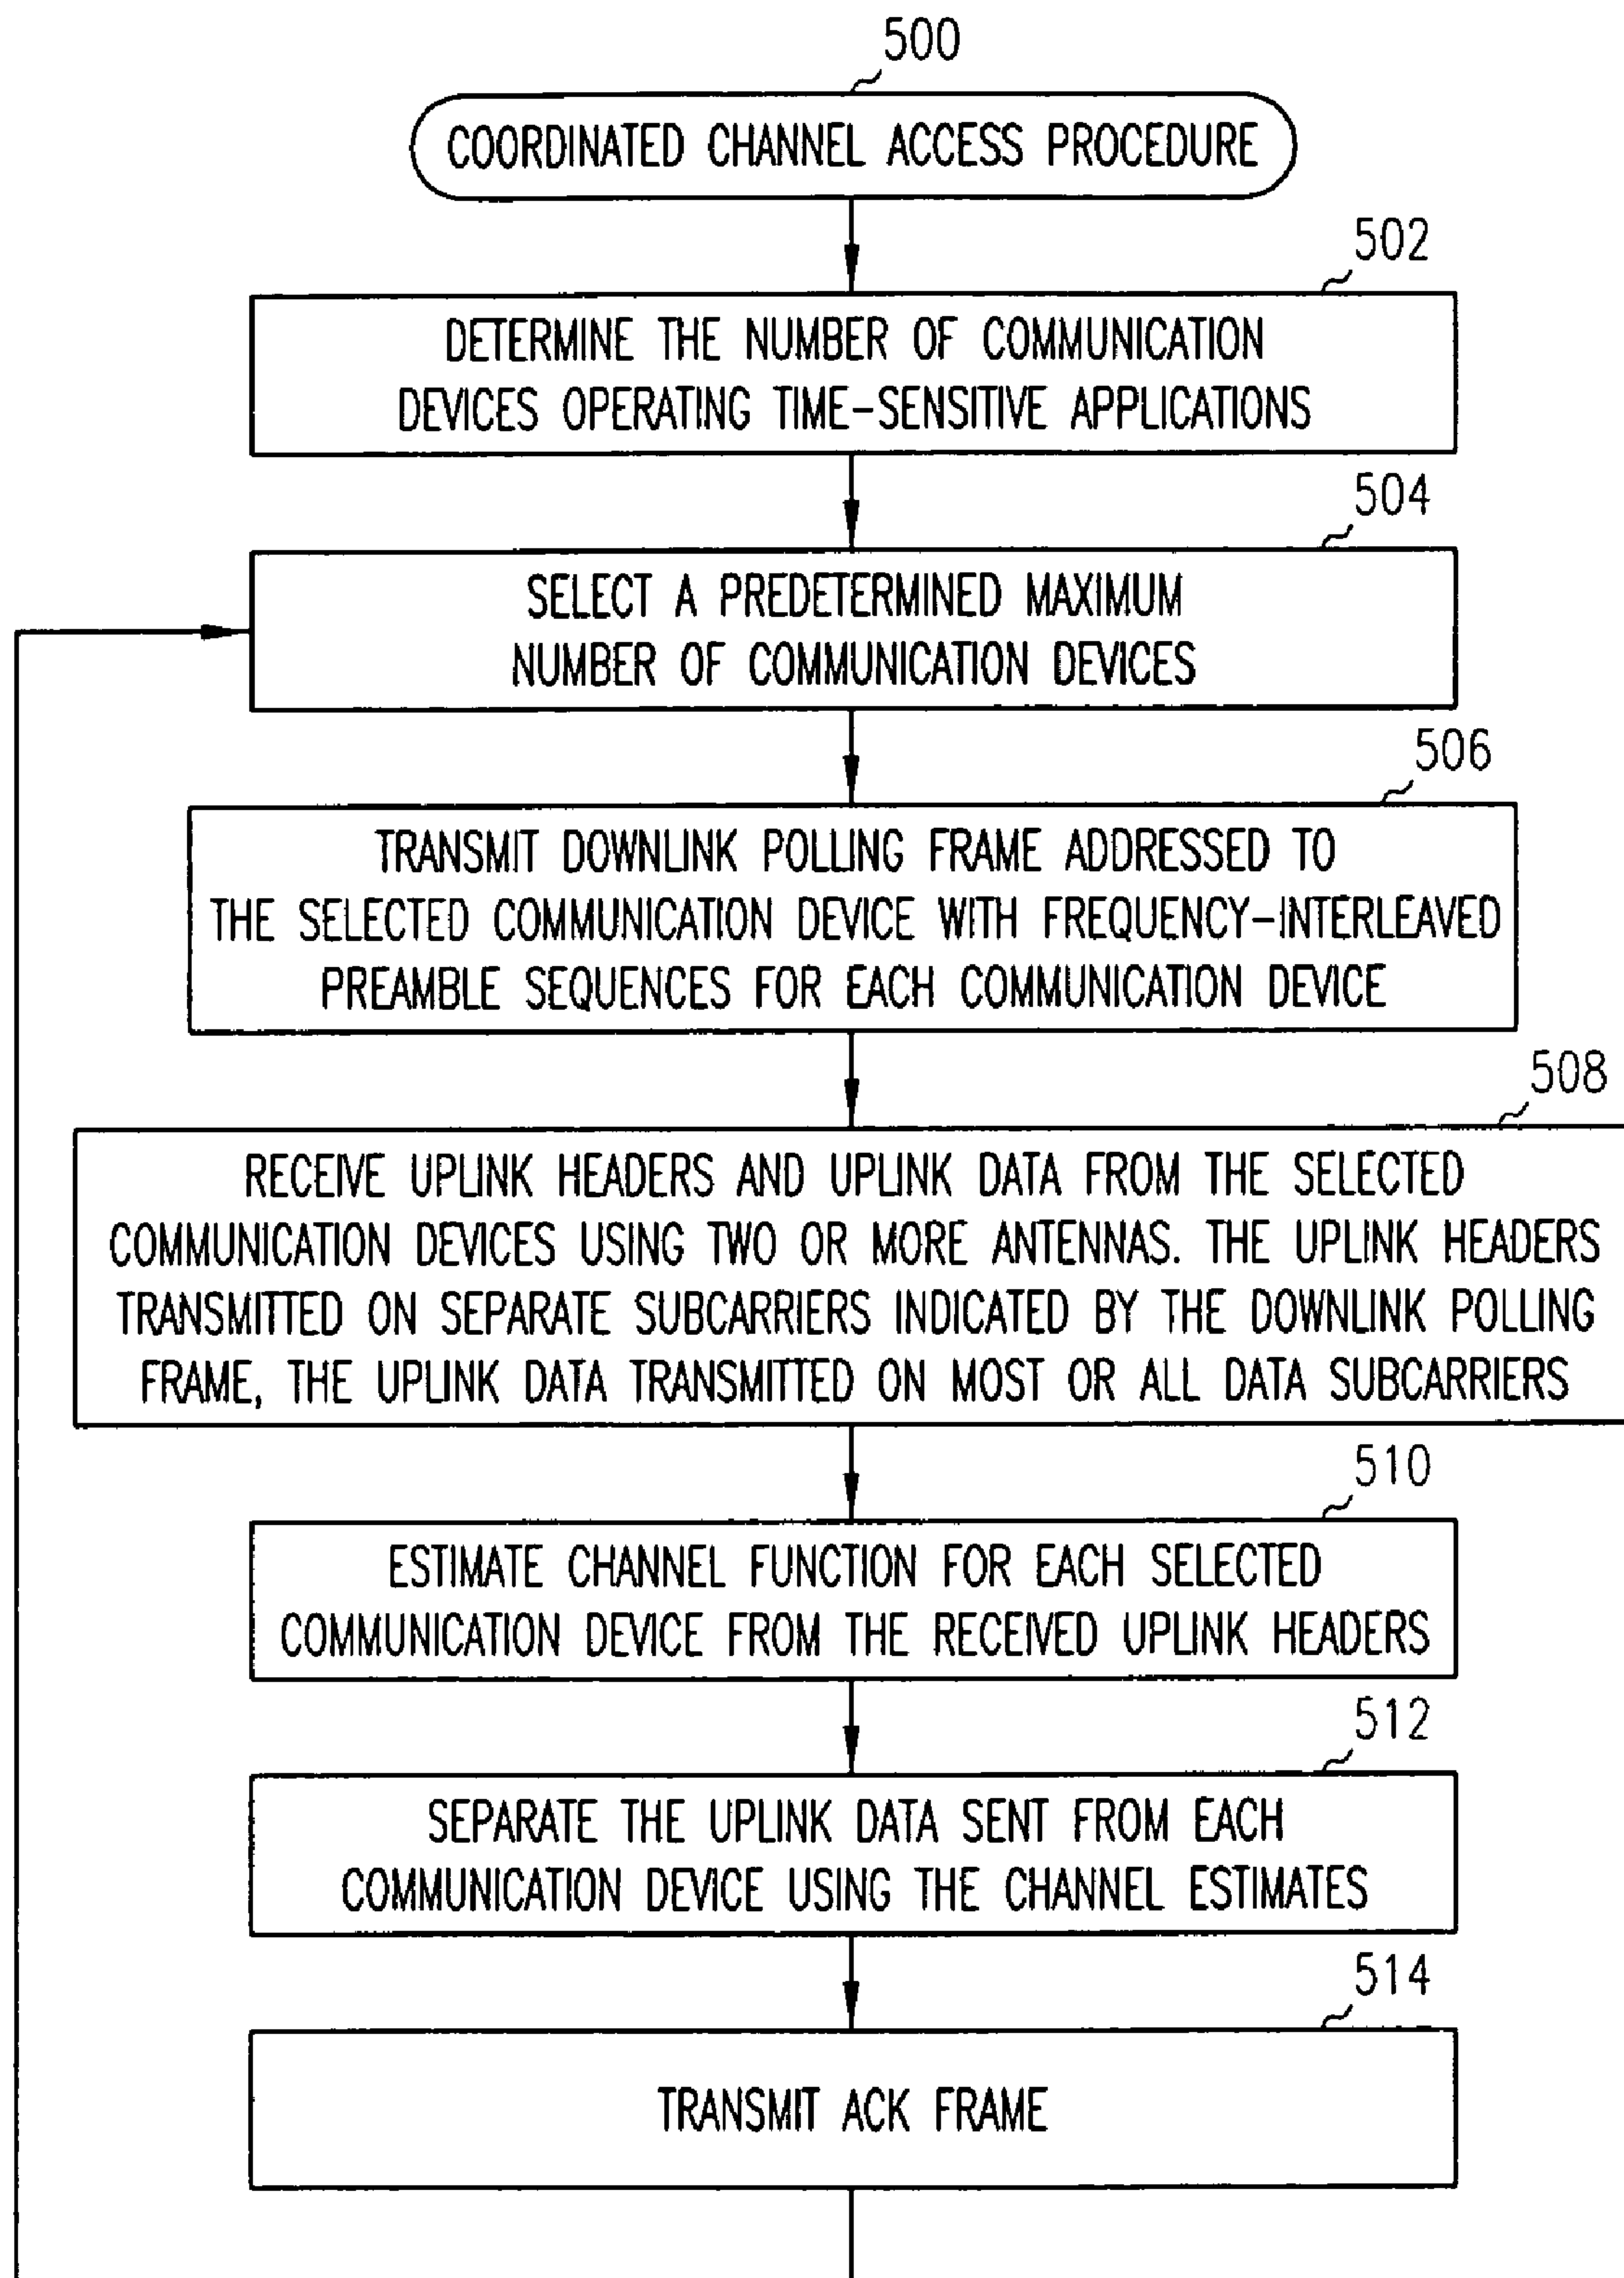 500
COORDINATED CHANNEL ACCESS PROCEDURE
502
DETERMINE THE NUMBER OF COMMUNICATION
DEVICES OPERATING TIME-SENSITIVE APPLICATIONS
504
SELECT A PREDETERMINED MAXIMUM
NUMBER OF COMMUNICATION DEVICES
506
TRANSMIT DOWNLINK POLLING FRAME ADDRESSED TO
THE SELECTED COMMUNICATION DEVICE WITH FREQUENCY-INTERLEAVED
PREAMBLE SEQUENCES FOR EACH COMMUNICATION DEVICE
508
RECEIVE UPLINK HEADERS AND UPLINK DATA FROM THE SELECTED
COMMUNICATION DEVICES USING TWO OR MORE ANTENNAS. THE UPLINK HEADERS
TRANSMITTED ON SEPARATE SUBCARRIERS INDICATED BY THE DOWNLINK POLLING
FRAME, THE UPLINK DATA TRANSMITTED ON MOST OR ALL DATA SUBCARRIERS
510
ESTIMATE CHANNEL FUNCTION FOR EACH SELECTED
COMMUNICATION DEVICE FROM THE RECEIVED UPLINK HEADERS
512
SEPARATE THE UPLINK DATA SENT FROM EACH
COMMUNICATION DEVICE USING THE CHANNEL ESTIMATES
514
TRANSMIT ACK FRAME